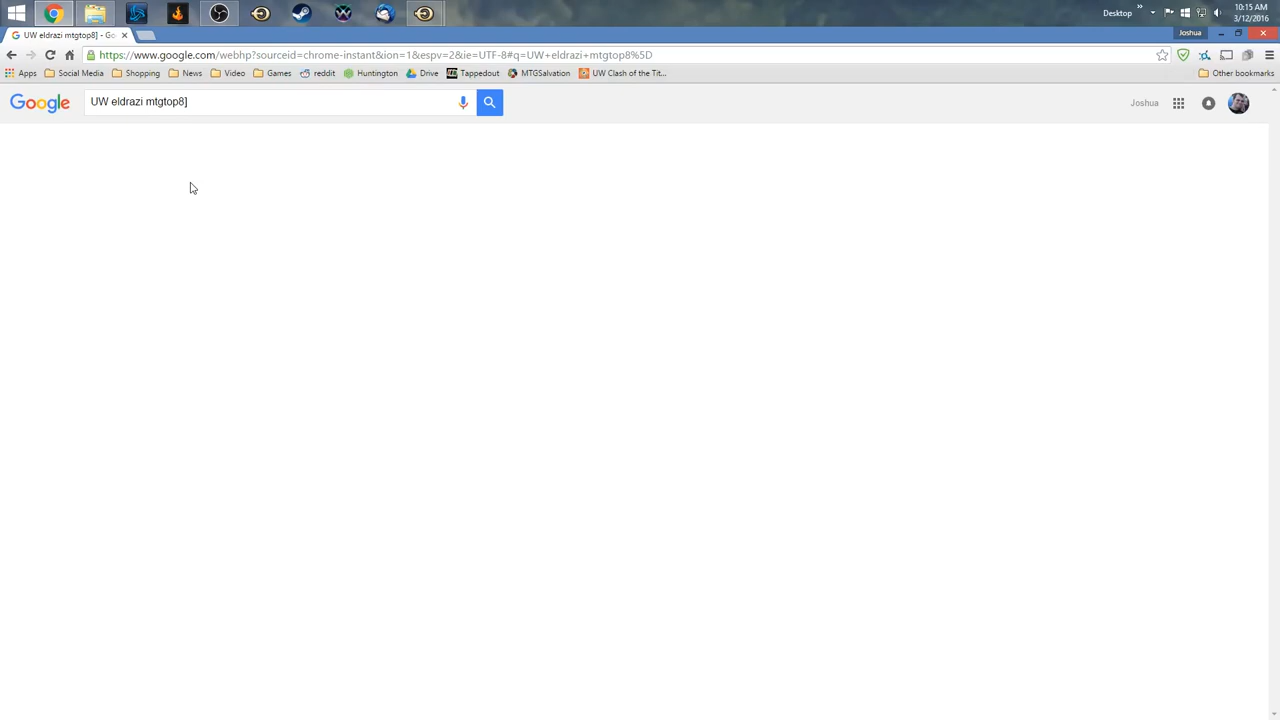 Desktop
»
10:15 AM
3/12/2016
UW eldrazi mtgtop8] - Go
Joshua
https://www.google.com/webhp?sourceid=chrome-instant&ion=1&espv=2&ie=UTF-8#q=UW+eldrazi+mtgtop8%5D
Apps Social Media Shopping News Video Games reddit Huntington Drive Tappedout MTGSalvation UW Clash of the Tit... Other bookmarks
Google UW eldrazi mtgtop8] Joshua